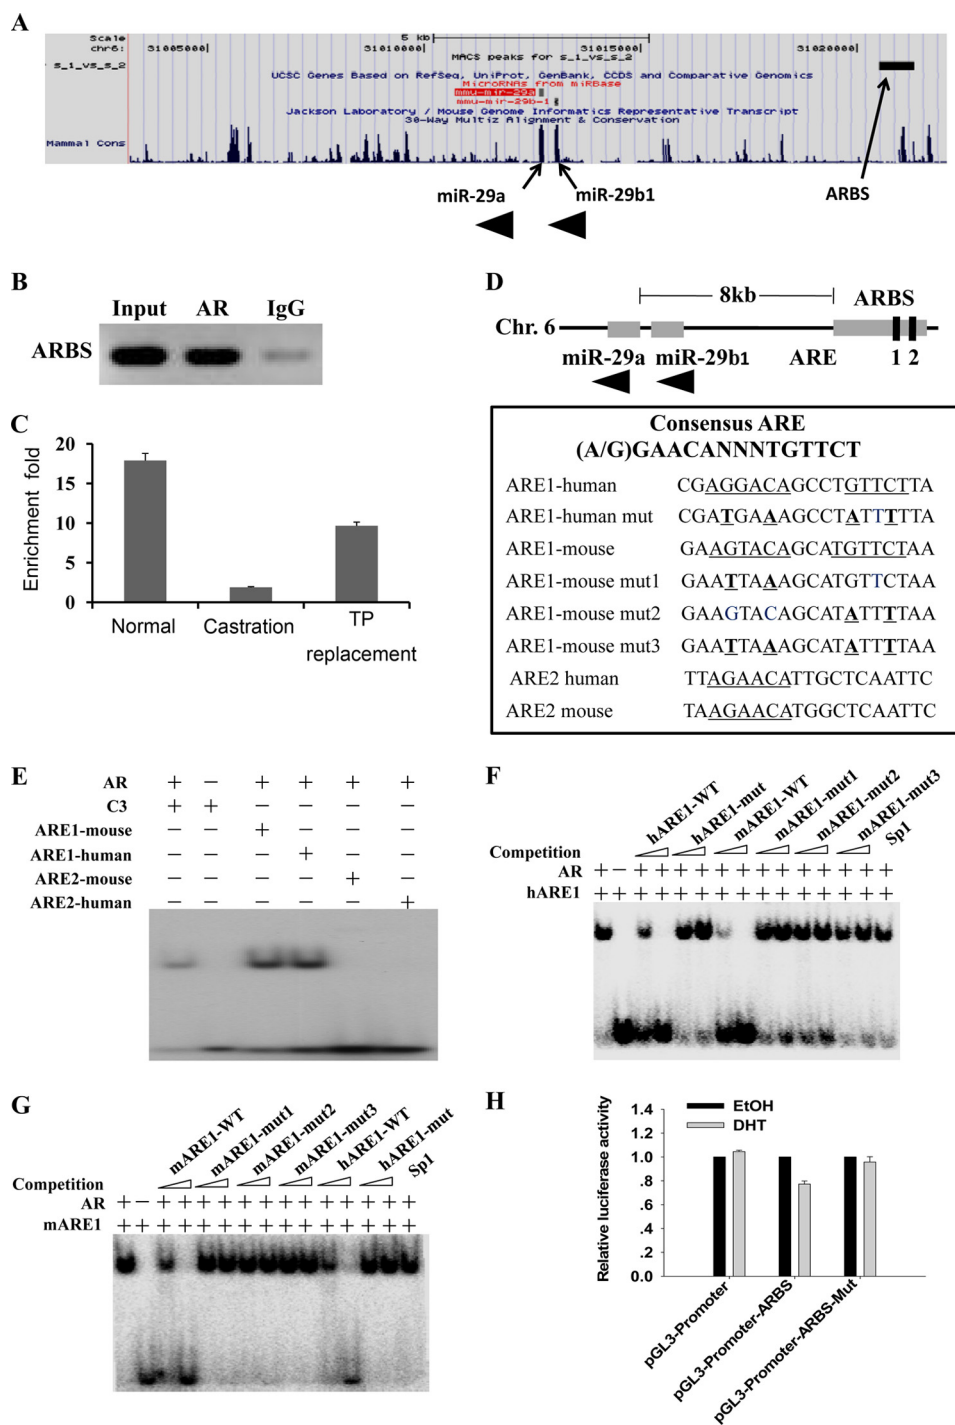 A
Scale 5 kb
chr6: 31005000| 31010000| 31015000| 31020000|
MACS peaks for s_1_vs_s_2
s_1_vs_s_2
UCSC Genes Based on RefSeq, UniProt, GenBank, CCDS and Comparative Genomics
MicroRNAs from miRBase
mmu-mir-29a
mmu-mir-29b-1
Jackson Laboratory / Mouse Genome Informatics Representative Transcript
30-Way Multiz Alignment & Conservation
Mammal Cons
miR-29a miR-29b1 ARBS
B
Input AR IgG
ARBS
C
Enrichment fold
20
15
10
5
0
Normal Castration TP
replacement
D
8kb ARBS
Chr. 6
miR-29a miR-29b1 ARE 1 2
Consensus ARE
(A/G)GAACANNNTGTTCT
ARE1-human CGAGGACAGCCTGTTCTTA
ARE1-human mut CGATGAAAGCCTATTTTTA
ARE1-mouse GAAGTACAGCATGTTCTAA
ARE1-mouse mut1 GAATTAAAGCATGTTCTAA
ARE1-mouse mut2 GAAGTACAGCATATTTTAA
ARE1-mouse mut3 GAATTAAAGCATATTTTAA
ARE2 human TTAGAACATTGCTCAATTC
ARE2 mouse TAAGAACATGGCTCAATTC
E
AR + − + + + +
C3 + + − − − −
ARE1-mouse − − + − − −
ARE1-human − − − + − −
ARE2-mouse − − − − + −
ARE2-human − − − − − +
F
hARE1-WT hARE1-mut mARE1-WT mARE1-mut1 mARE1-mut2 mARE1-mut3 Sp1
Competition
AR + − + + + + + + + + + + + + +
hARE1 + + + + + + + + + + + + + + +
G
mARE1-WT mARE1-mut1 mARE1-mut2 mARE1-mut3 hARE1-WT hARE1-mut Sp1
Competition
AR + − + + + + + + + + + + + + +
mARE1 + + + + + + + + + + + + + + +
H
EtOH
DHT
Relative luciferase activity
1.4
1.2
1.0
.8
.6
.4
.2
0.0
pGL3-Promoter
pGL3-Promoter-ARBS
pGL3-Promoter-ARBS-Mut